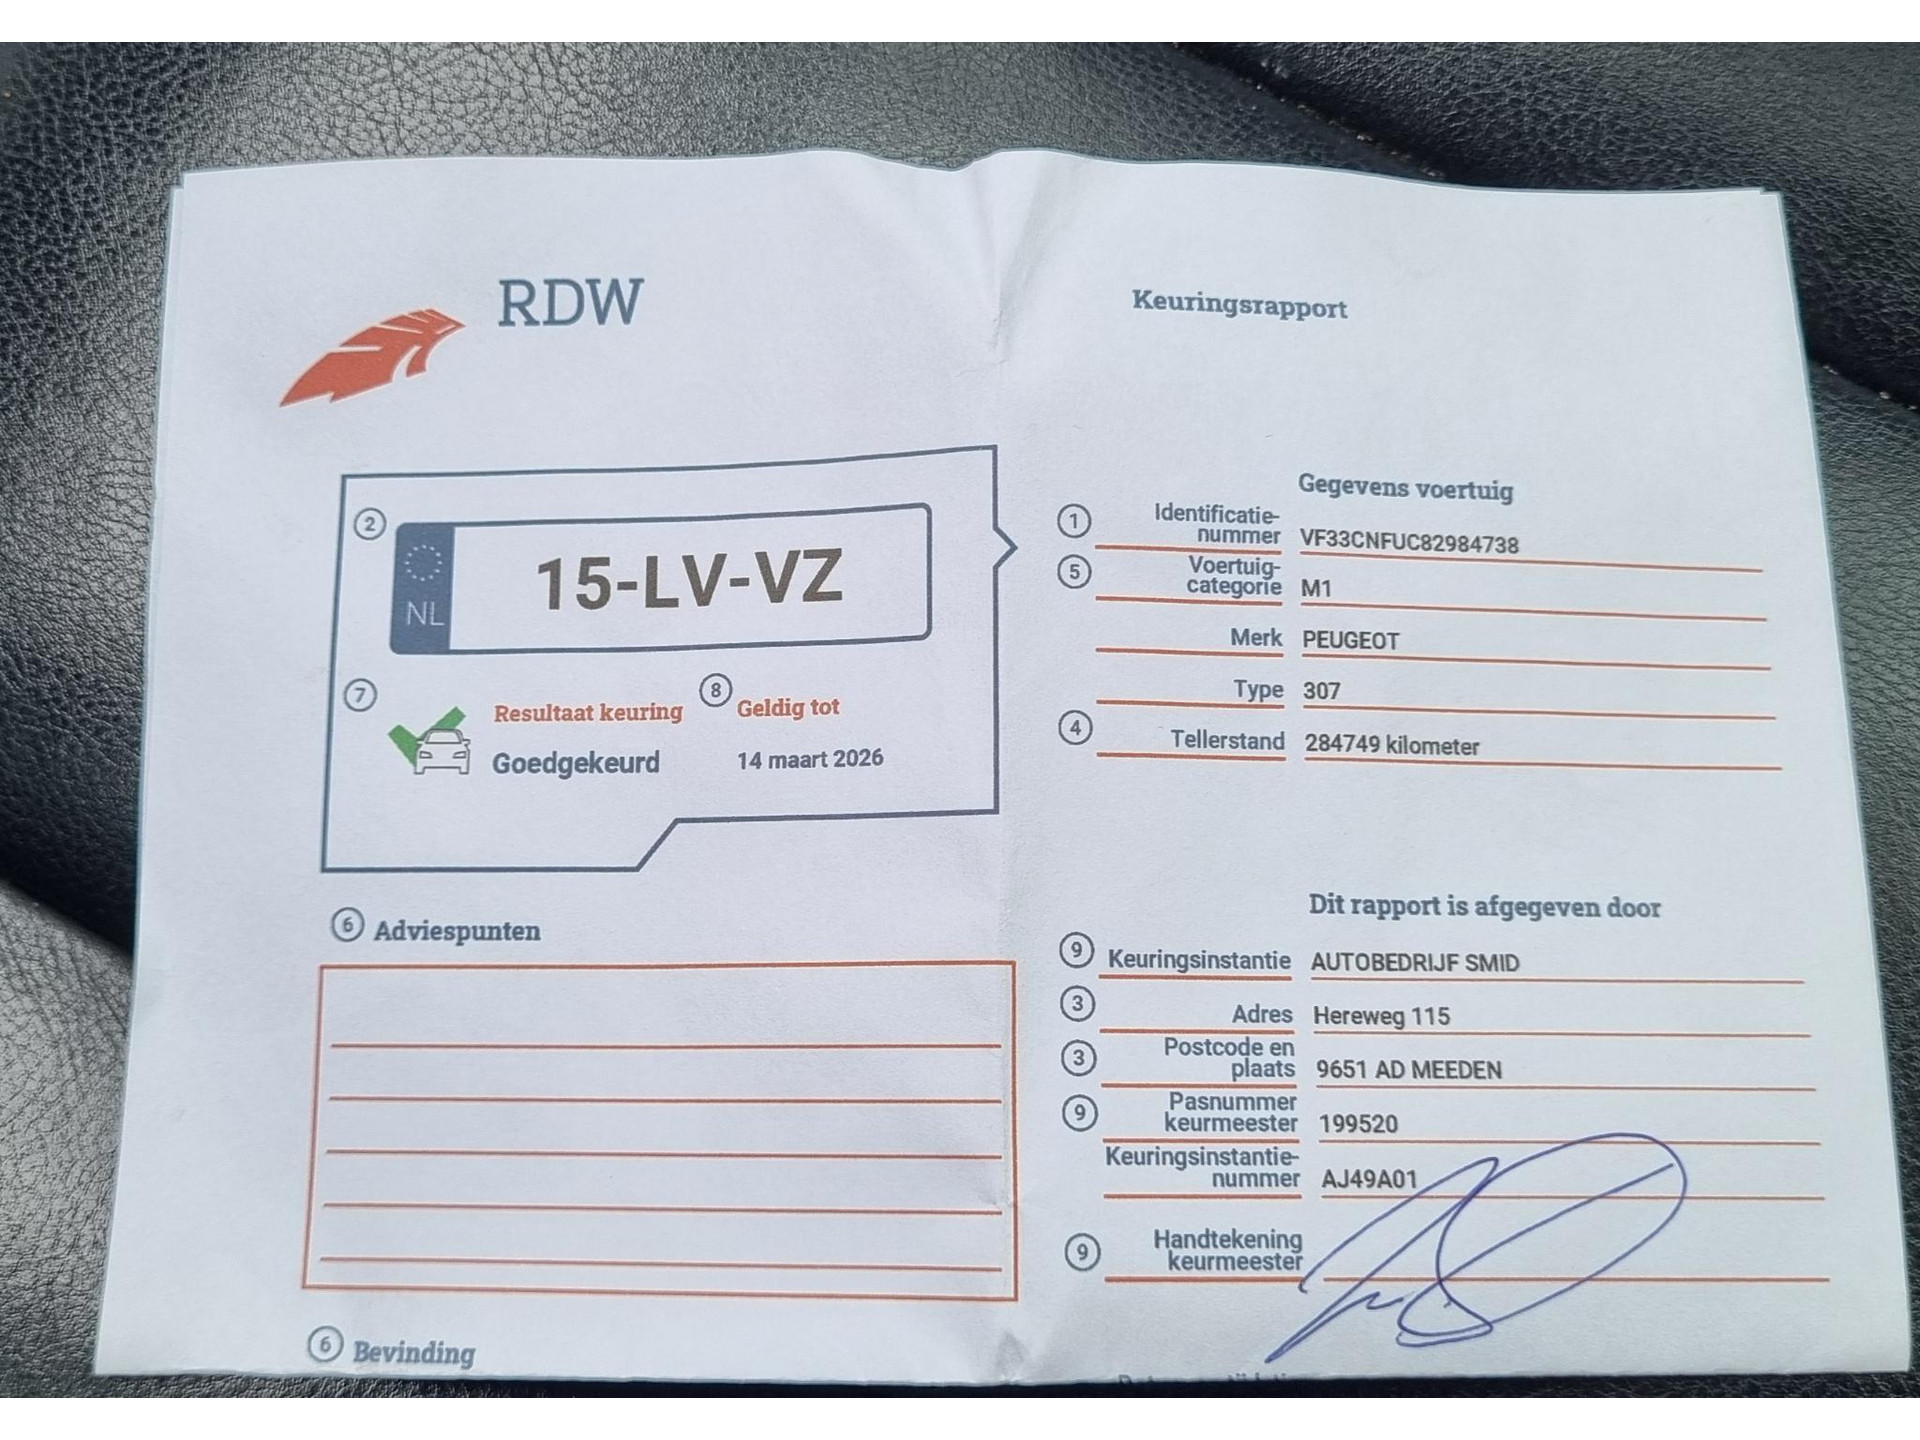 RDW
Keuringsrapport
2
NL
15-LV-VZ
7
Resultaat keuring
8
Geldig tot
Goedgekeurd
14 maart 2026
Gegevens voertuig
1
Identificatie-
nummer
VF33CNFUC82984738
5
Voertuig-
categorie
M1
Merk
PEUGEOT
Type
307
4
Tellerstand
284749 kilometer
6
Adviespunten
Dit rapport is afgegeven door
9
Keuringsinstantie
AUTOBEDRIJF SMID
3
Adres
Hereweg 115
3
Postcode en
plaats
9651 AD MEEDEN
9
Pasnummer
keurmeester
199520
Keuringsinstantie-
nummer
AJ49A01
9
Handtekening
keurmeester
6
Bevinding